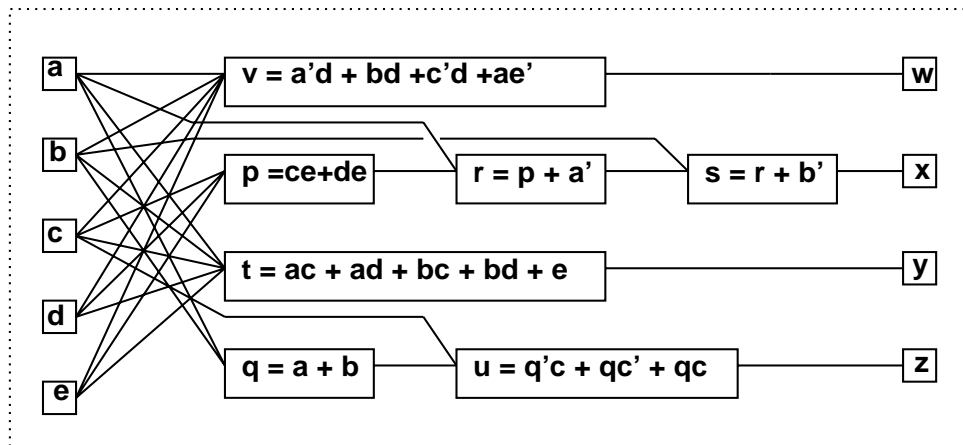 a
v = a’d + bd +c’d +ae’
w
b
p =ce+de
r = p + a’
s = r + b’
x
c
t = ac + ad + bc + bd + e
y
d
q = a + b
u = q’c + qc’ + qc
z
e